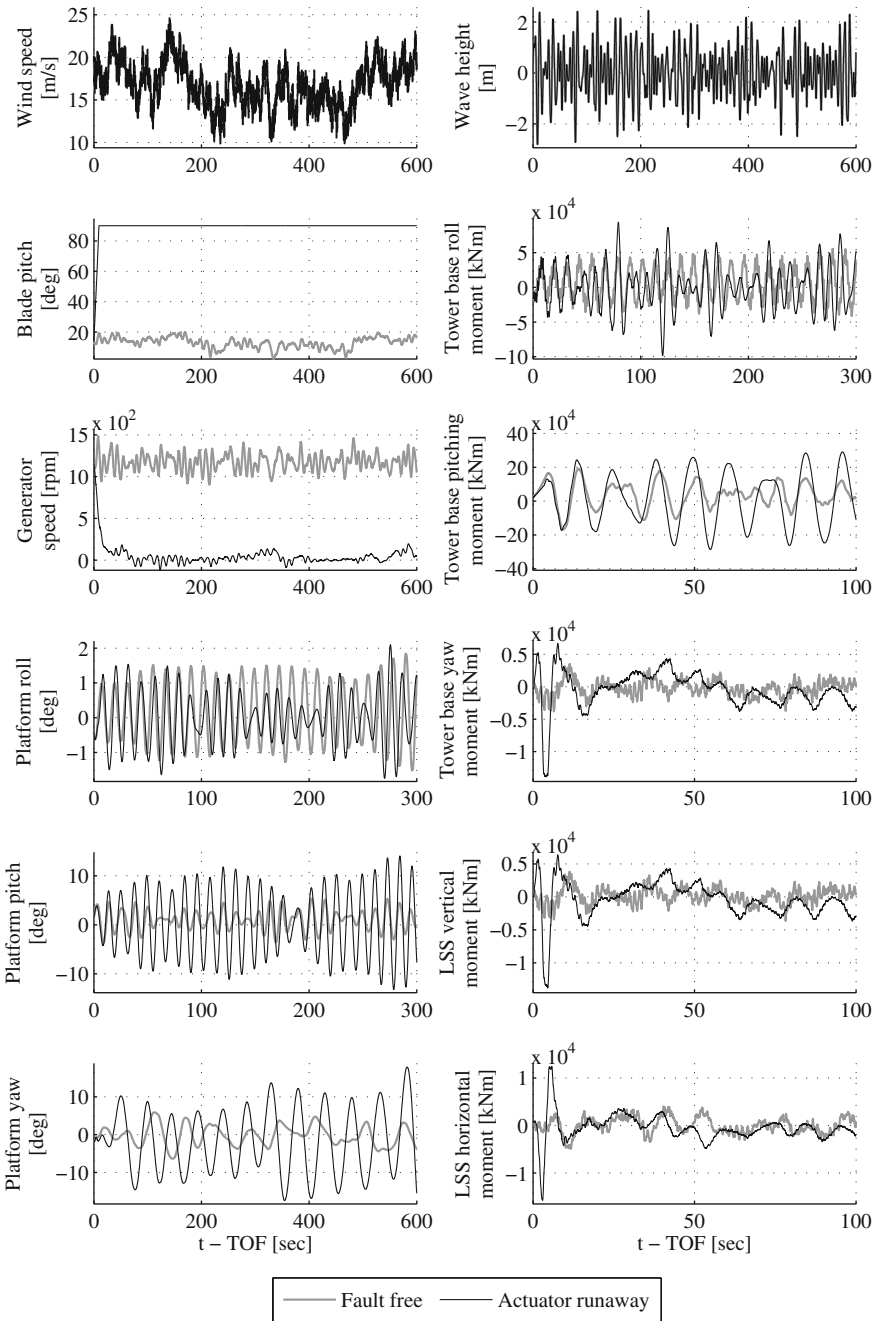 Wind speed
[m/s]
25
20
15
10
0
200
400
600
Wave height
[m]
2
0
−2
0
200
400
600
Blade pitch
[deg]
80
60
40
20
0
200
400
600
x 10^4
Tower base roll
moment [kNm]
5
0
−5
−10
0
100
200
300
x 10^2
Generator
speed [rpm]
15
10
5
0
0
200
400
600
x 10^4
Tower base pitching
moment [kNm]
40
20
0
−20
−40
0
50
100
Platform roll
[deg]
2
1
0
−1
0
100
200
300
x 10^4
Tower base yaw
moment [kNm]
0.5
0
−0.5
−1
0
50
100
Platform pitch
[deg]
10
0
−10
0
100
200
300
x 10^4
LSS vertical
moment [kNm]
0.5
0
−0.5
−1
0
50
100
Platform yaw
[deg]
10
0
−10
0
200
400
600
t − TOF [sec]
x 10^4
LSS horizontal
moment [kNm]
1
0
−1
0
50
100
t − TOF [sec]
Fault free
Actuator runaway